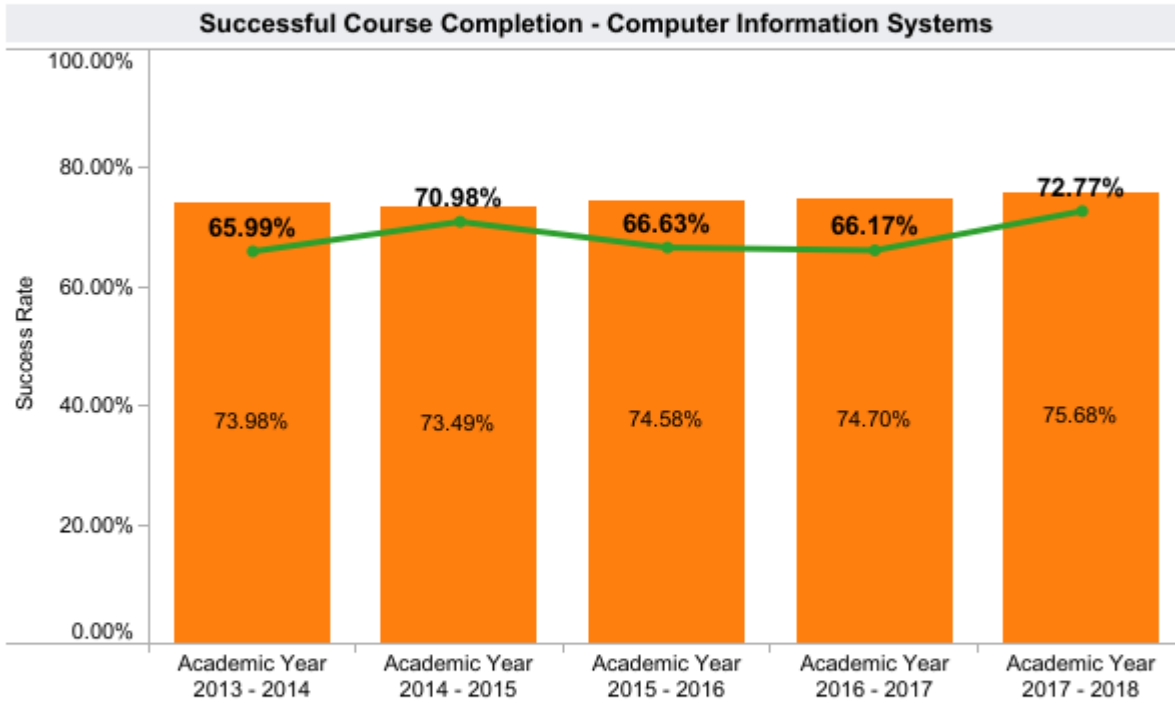 Successful Course Completion - Computer Information Systems
100.00%
80.00%
60.00%
40.00%
20.00%
0.00%
Success Rate
65.99%
70.98%
66.63%
66.17%
72.77%
73.98%
73.49%
74.58%
74.70%
75.68%
Academic Year
2013 - 2014
Academic Year
2014 - 2015
Academic Year
2015 - 2016
Academic Year
2016 - 2017
Academic Year
2017 - 2018